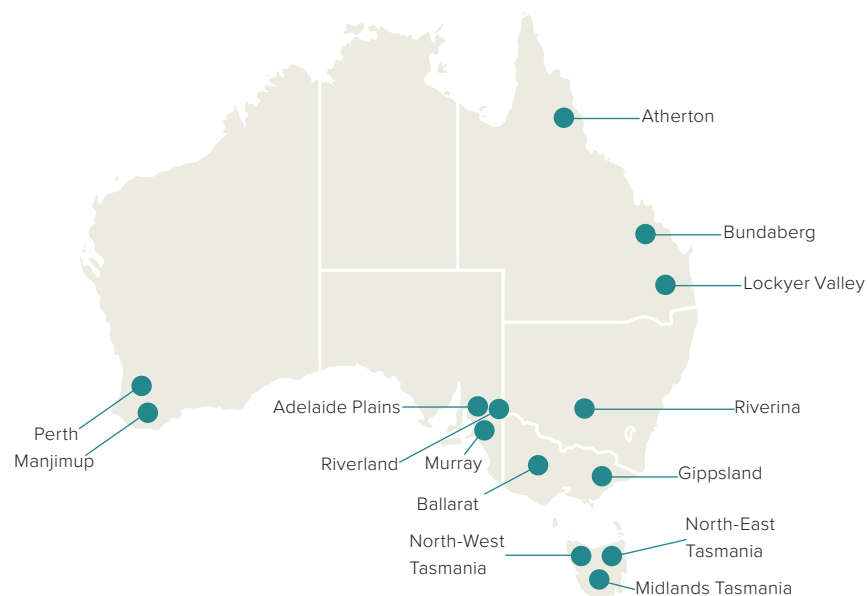 Atherton
Bundaberg
Lockyer Valley
Perth
Manjimup
Adelaide Plains
Riverland
Murray
Riverina
Ballarat
Gippsland
North-West
Tasmania
North-East
Tasmania
Midlands Tasmania